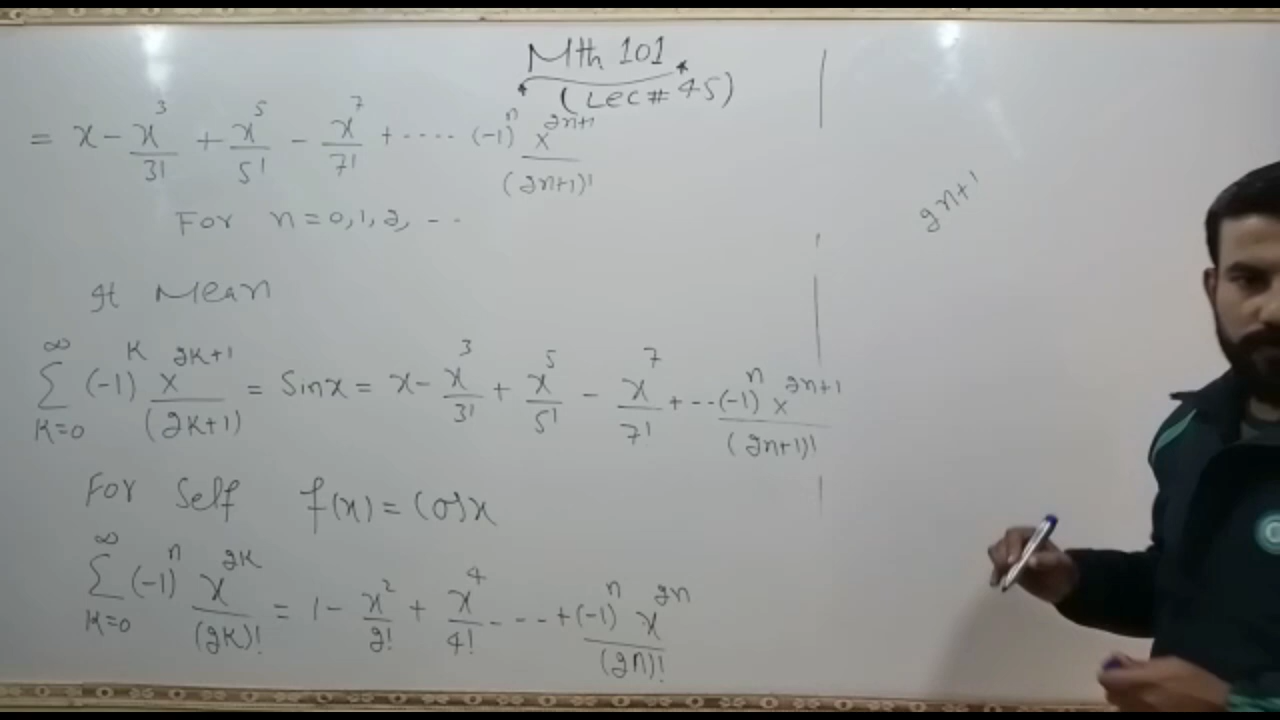 Mth 101
(Lec# 45)
= x - x^3/3! + x^5/5! - x^7/7! + .... (-1)^n x^2n+1/(2n+1)!
For n = 0, 1, 2, --
2n+1
It Mean
∞∑K=0 (-1)^K x^2K+1/(2K+1) = Sinx = x - x^3/3! + x^5/5! - x^7/7! + --(-1)^n x^2n+1/(2n+1)!
For Self f(x) = Cosx
∞∑K=0 (-1)^n x^2K/(2K)! = 1 - x^2/2! + x^4/4! - --- + (-1)^n x^2n/(2n)!